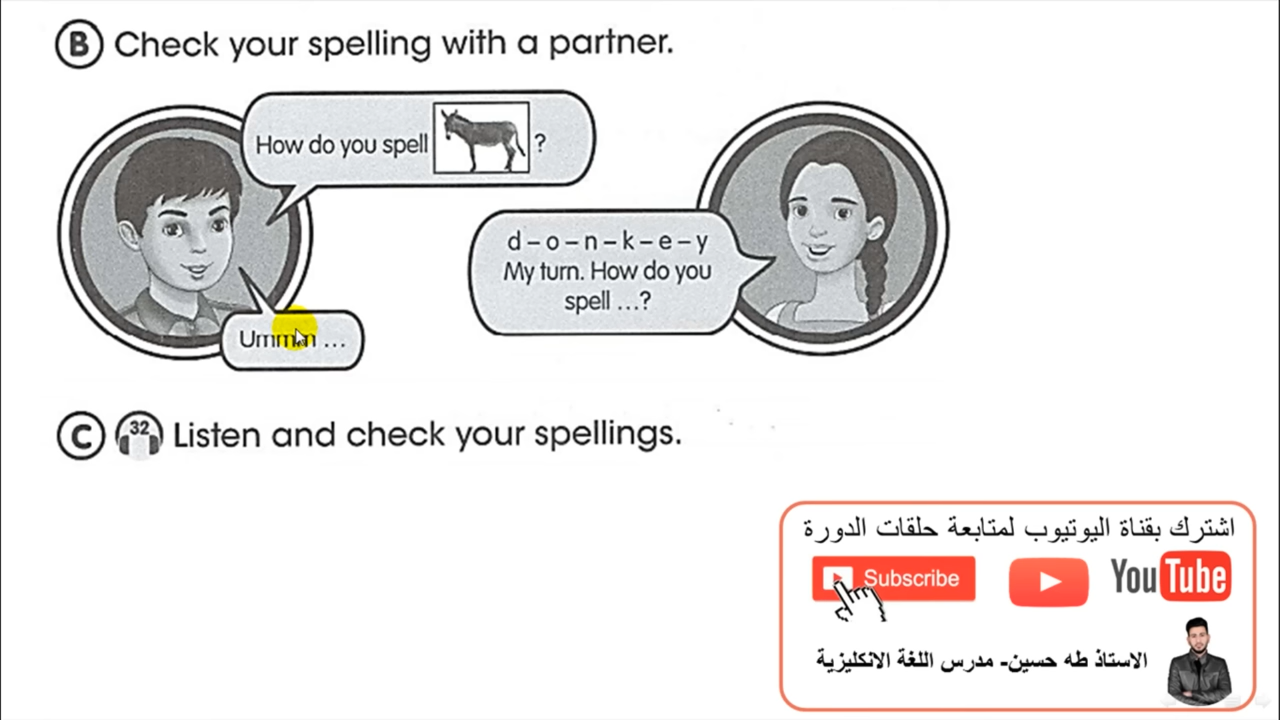 B Check your spelling with a partner.
How do you spell ?
d – o – n – k – e – y
My turn. How do you
spell …?
Ummm …
C 32 Listen and check your spellings.
اشترك بقناة اليوتيوب لمتابعة حلقات الدورة
Subscribe
YouTube
الاستاذ طه حسين- مدرس اللغة الانكليزية